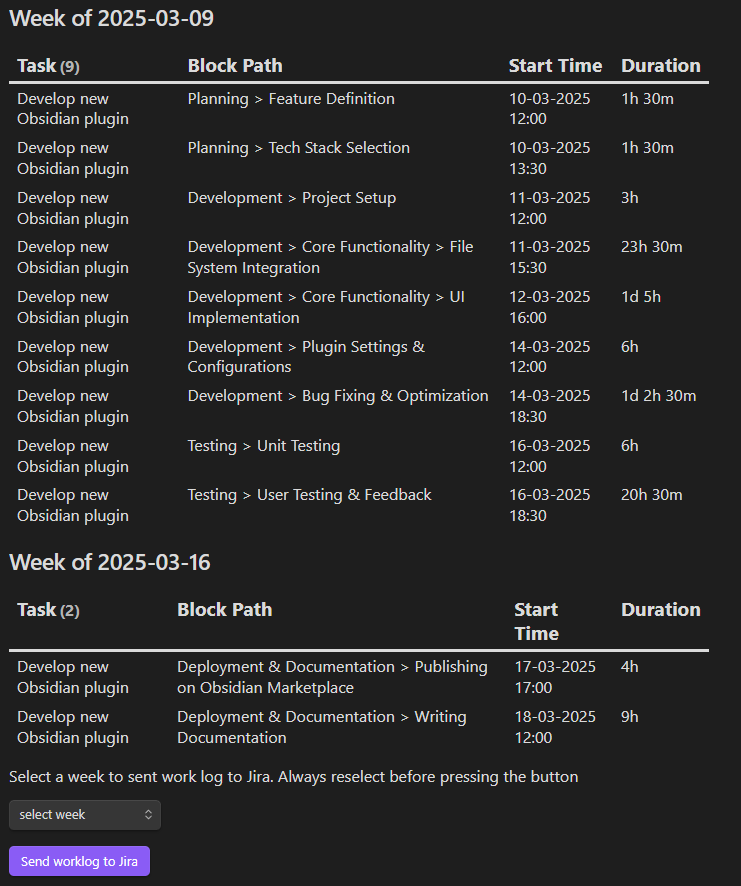 Week of 2025-03-09
Task (9) Block Path Start Time Duration
Develop new Planning > Feature Definition 10-03-2025 1h 30m
Obsidian plugin 12:00
Develop new Planning > Tech Stack Selection 10-03-2025 1h 30m
Obsidian plugin 13:30
Develop new Development > Project Setup 11-03-2025 3h
Obsidian plugin 12:00
Develop new Development > Core Functionality > File 11-03-2025 23h 30m
Obsidian plugin System Integration 15:30
Develop new Development > Core Functionality > UI 12-03-2025 1d 5h
Obsidian plugin Implementation 16:00
Develop new Development > Plugin Settings & 14-03-2025 6h
Obsidian plugin Configurations 12:00
Develop new Development > Bug Fixing & Optimization 14-03-2025 1d 2h 30m
Obsidian plugin 18:30
Develop new Testing > Unit Testing 16-03-2025 6h
Obsidian plugin 12:00
Develop new Testing > User Testing & Feedback 16-03-2025 20h 30m
Obsidian plugin 18:30
Week of 2025-03-16
Task (2) Block Path Start Duration
Time
Develop new Deployment & Documentation > Publishing 17-03-2025 4h
Obsidian plugin on Obsidian Marketplace 17:00
Develop new Deployment & Documentation > Writing 18-03-2025 9h
Obsidian plugin Documentation 12:00
Select a week to sent work log to Jira. Always reselect before pressing the button
select week
Send worklog to Jira